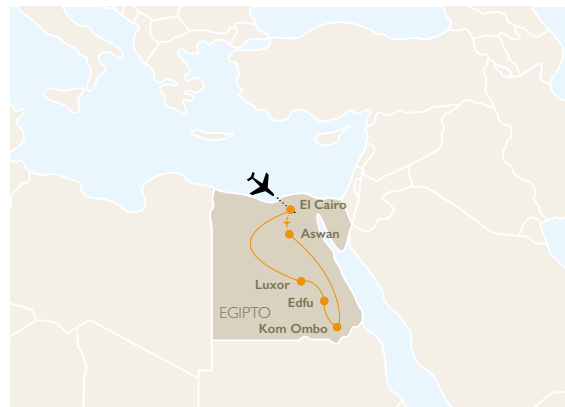 El Cairo
Aswan
Luxor
Edfu
EGIPTO
Kom Ombo